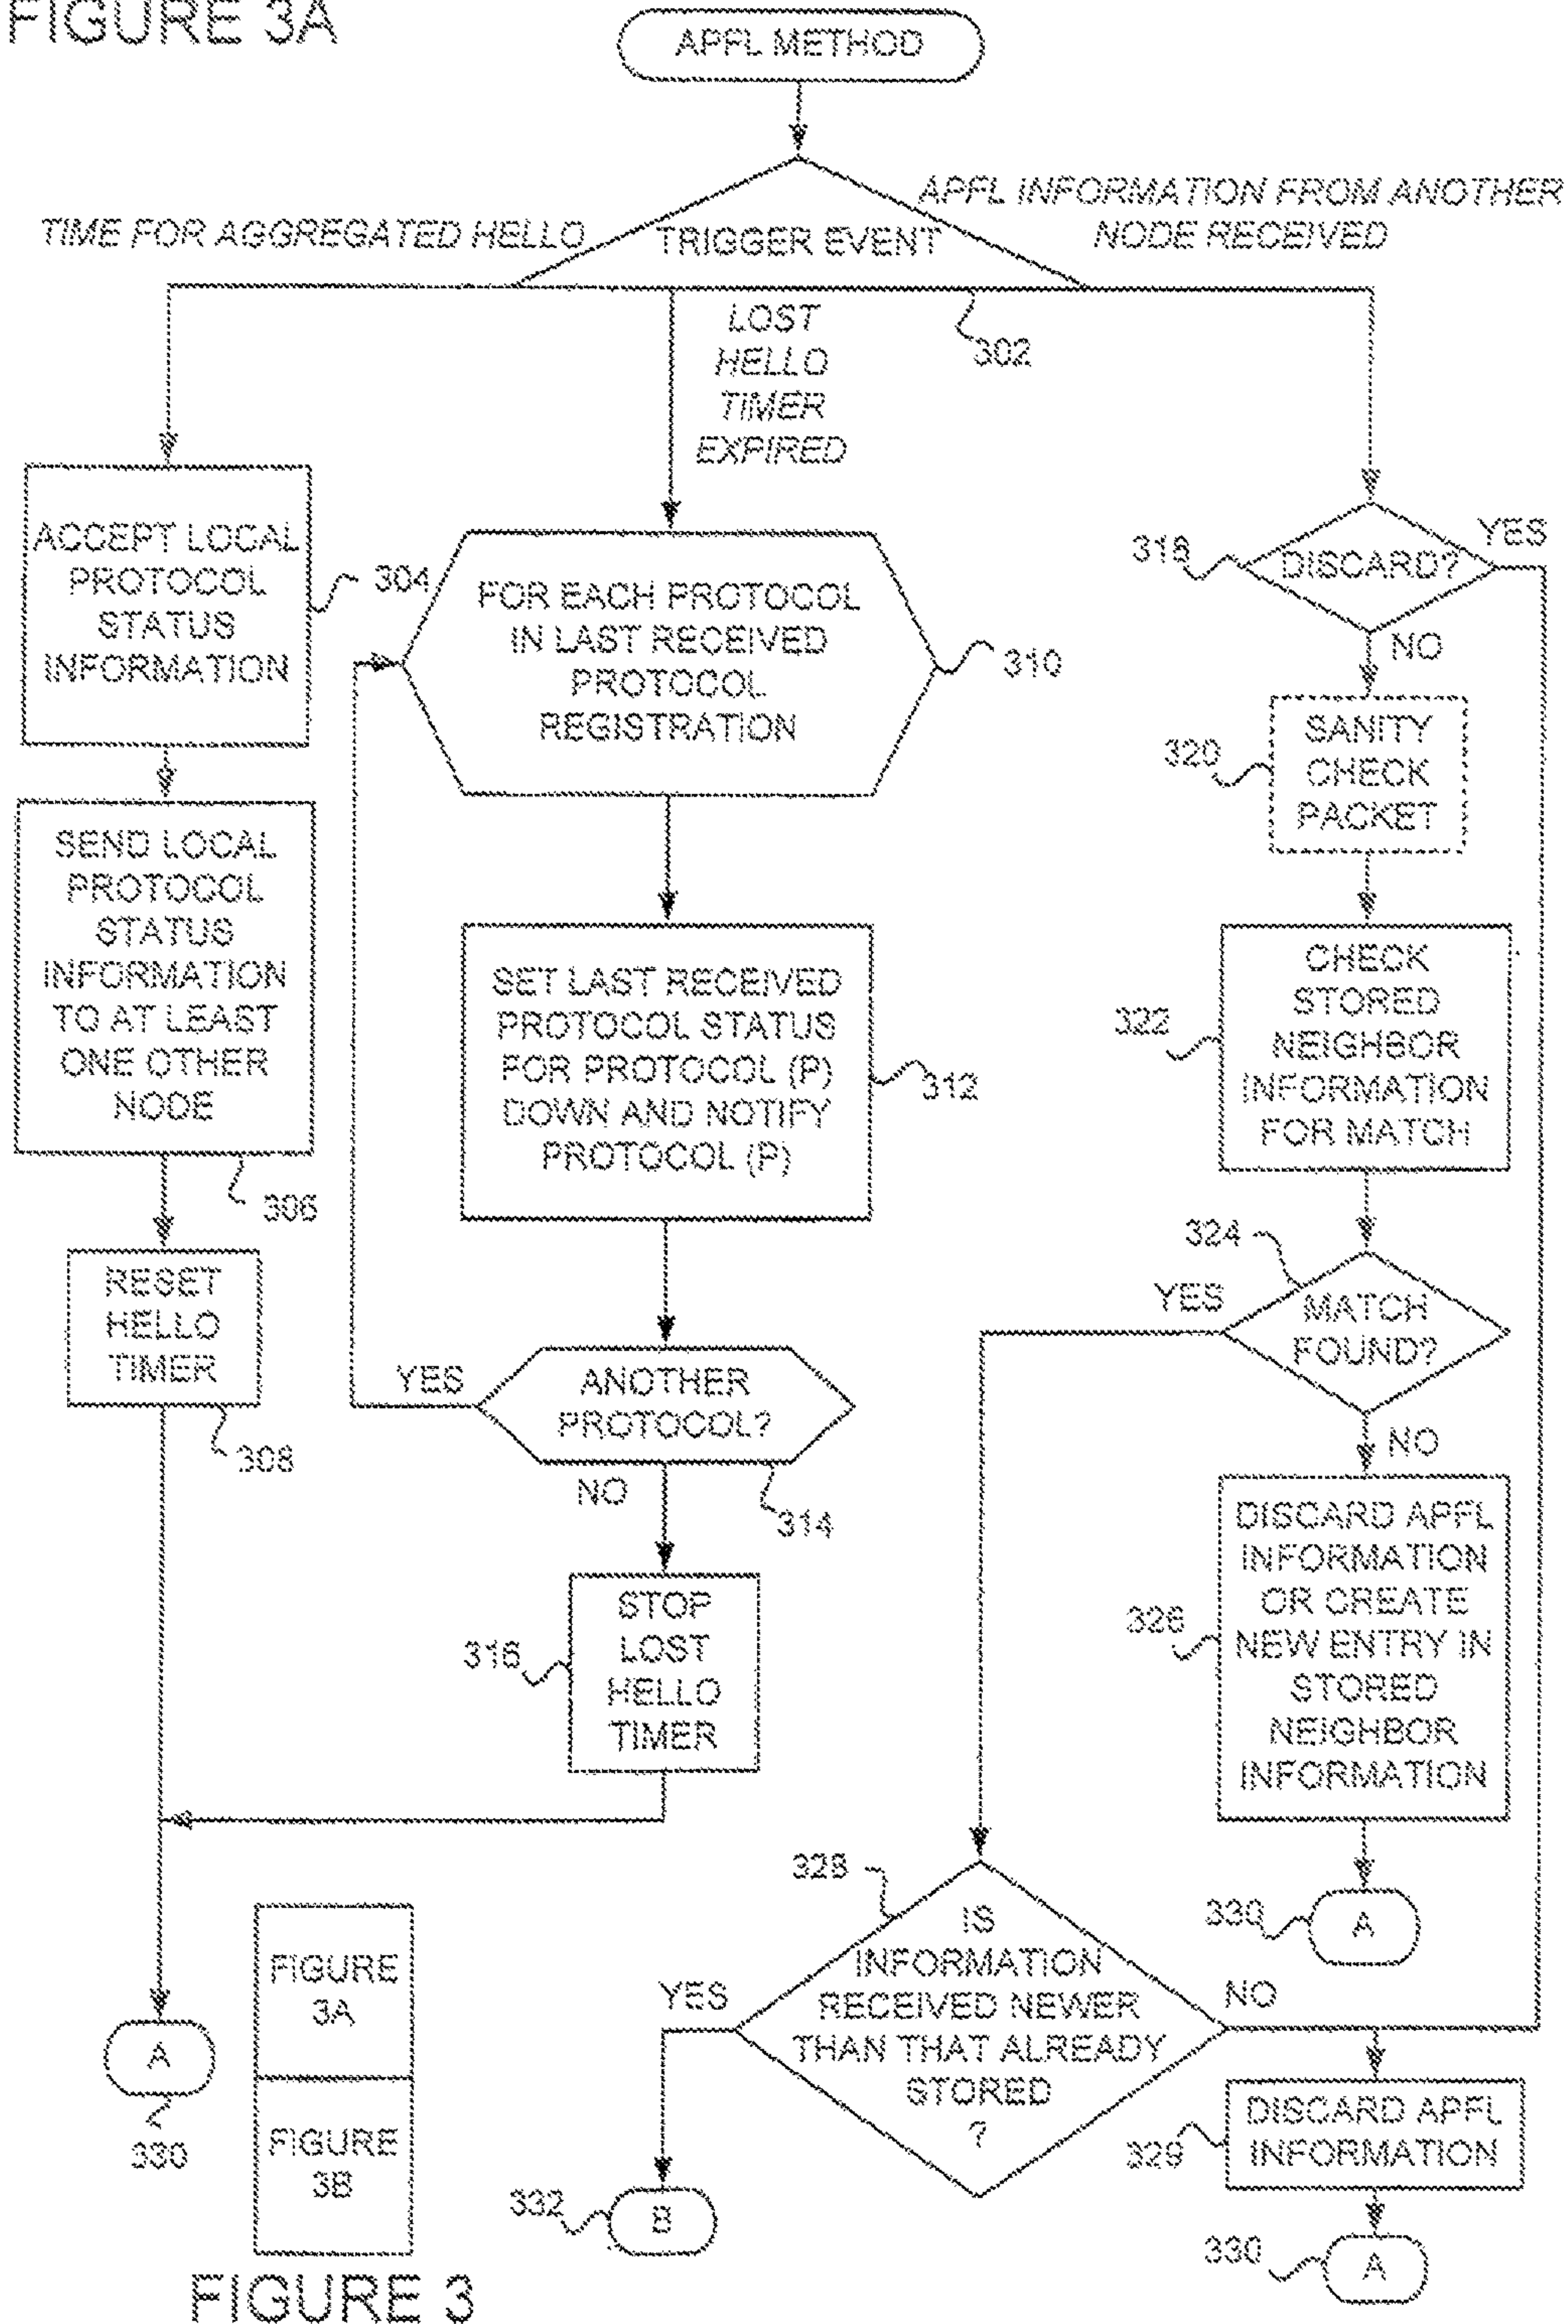 FIGURE 3A
APFL METHOD
TRIGGER EVENT
302
TIME FOR AGGREGATED HELLO
LOST
HELLO
TIMER
EXPIRED
APFL INFORMATION FROM ANOTHER
NODE RECEIVED
ACCEPT LOCAL
PROTOCOL
STATUS
INFORMATION
304
SEND LOCAL
PROTOCOL
STATUS
INFORMATION
TO AT LEAST
ONE OTHER
NODE
306
RESET
HELLO
TIMER
308
FOR EACH PROTOCOL
IN LAST RECEIVED
PROTOCOL
REGISTRATION
310
SET LAST RECEIVED
PROTOCOL STATUS
FOR PROTOCOL (P)
DOWN AND NOTIFY
PROTOCOL (P)
312
ANOTHER
PROTOCOL?
YES
NO
314
STOP
LOST
HELLO
TIMER
316
A
330
318
DISCARD?
YES
NO
SANITY
CHECK
PACKET
320
CHECK
STORED
NEIGHBOR
INFORMATION
FOR MATCH
322
324
MATCH
FOUND?
YES
NO
DISCARD APFL
INFORMATION
OR CREATE
NEW ENTRY IN
STORED
NEIGHBOR
INFORMATION
326
330
A
328
IS
INFORMATION
RECEIVED NEWER
THAN THAT ALREADY
STORED
?
YES
NO
332
B
DISCARD APFL
INFORMATION
329
330
A
FIGURE
3A
FIGURE
3B
FIGURE 3